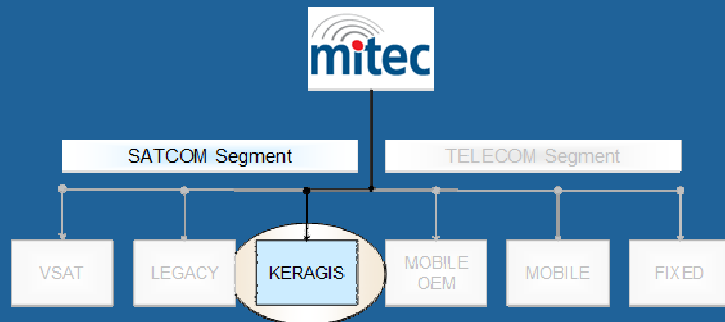 mitec
SATCOM Segment
TELECOM Segment
VSAT
LEGACY
KERAGIS
MOBILE
OEM
MOBILE
FIXED